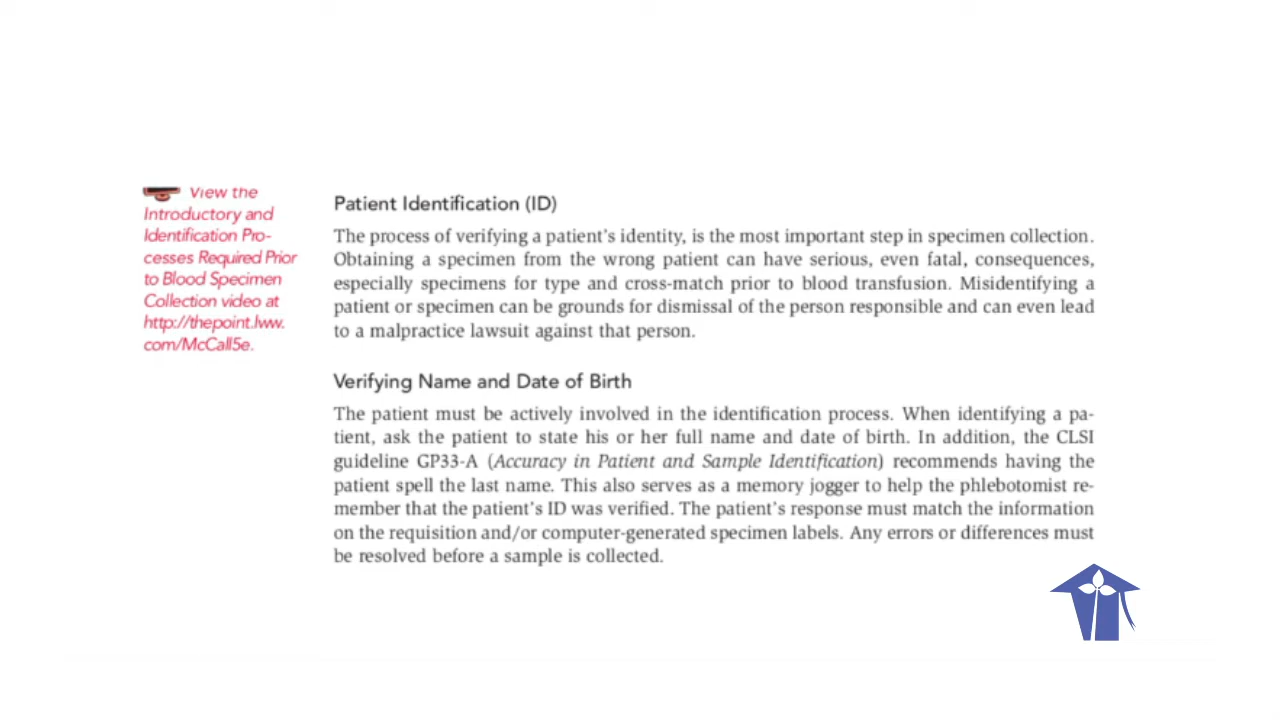 View the
Introductory and
Identification Pro-
cesses Required Prior
to Blood Specimen
Collection video at
http://thepoint.lww.
com/McCall5e.
Patient Identification (ID)
The process of verifying a patient's identity, is the most important step in specimen collection.
Obtaining a specimen from the wrong patient can have serious, even fatal, consequences,
especially specimens for type and cross-match prior to blood transfusion. Misidentifying a
patient or specimen can be grounds for dismissal of the person responsible and can even lead
to a malpractice lawsuit against that person.
Verifying Name and Date of Birth
The patient must be actively involved in the identification process. When identifying a pa-
tient, ask the patient to state his or her full name and date of birth. In addition, the CLSI
guideline GP33-A (Accuracy in Patient and Sample Identification) recommends having the
patient spell the last name. This also serves as a memory jogger to help the phlebotomist re-
member that the patient's ID was verified. The patient's response must match the information
on the requisition and/or computer-generated specimen labels. Any errors or differences must
be resolved before a sample is collected.